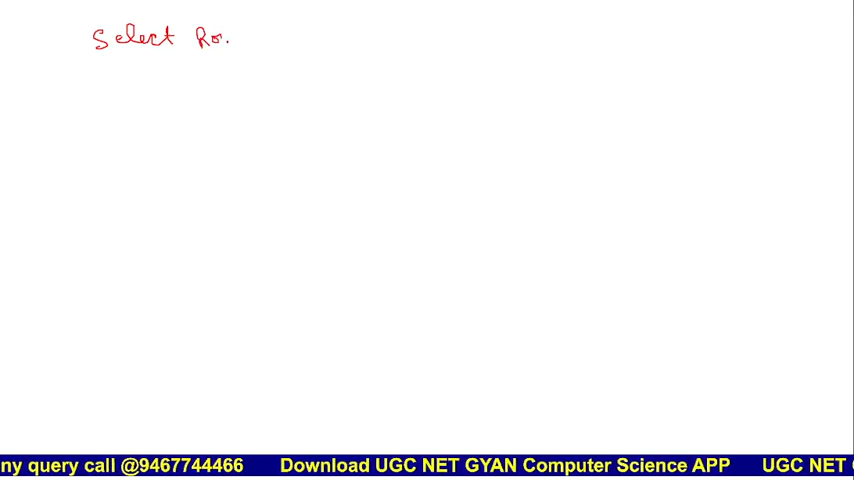 Select Ro.
ny query call @9467744466 Download UGC NET GYAN Computer Science APP UGC NET